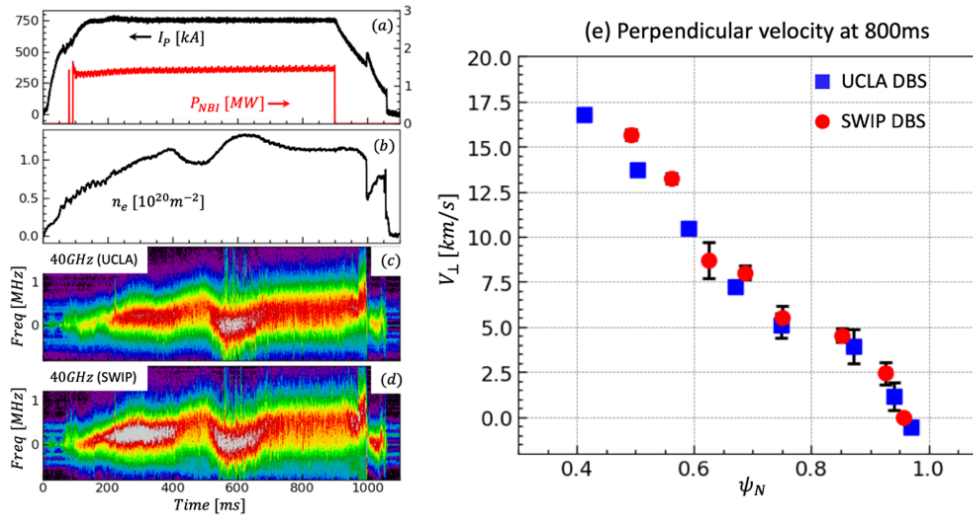 (a)
750
500
250
0
I_P [kA]
P_NBI [MW]
3
2
1
0
(b)
1.0
0.5
0.0
n_e [10^20 m^-2]
40GHz (UCLA)
(c)
Freq [MHz]
1
0
40GHz (SWIP)
(d)
Freq [MHz]
1
0
0 200 400 600 800 1000
Time [ms]
(e) Perpendicular velocity at 800ms
UCLA DBS
SWIP DBS
V⊥ [km/s]
20.0
17.5
15.0
12.5
10.0
7.5
5.0
2.5
0.0
0.4 0.6 0.8 1.0
ψ_N